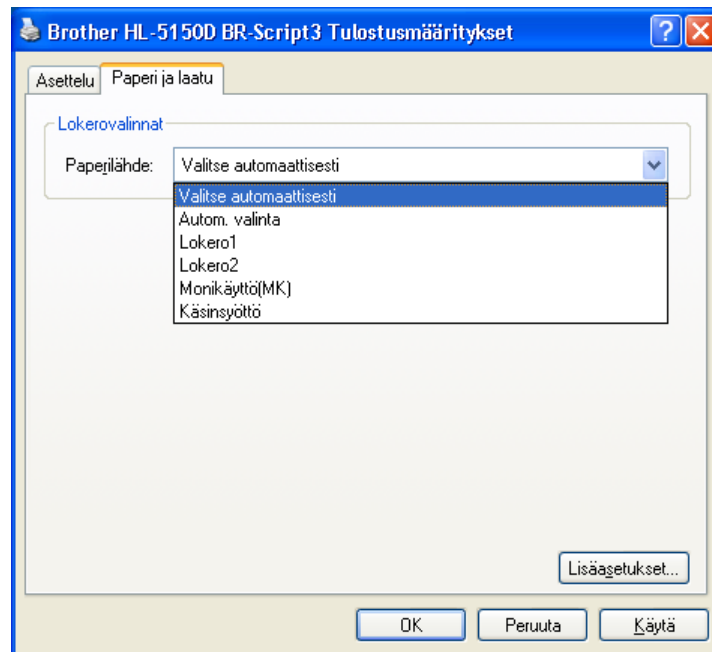 Brother HL-5150D BR-Script3 Tulostusmääritykset
Asettelu Paperi ja laatu
Lokerovalinnat
Paperilähde: Valitse automaattisesti
Valitse automaattisesti
Autom. valinta
Lokero1
Lokero2
Monikäyttö(MK)
Käsinsyöttö
Lisäasetukset...
OK Peruuta Käytä